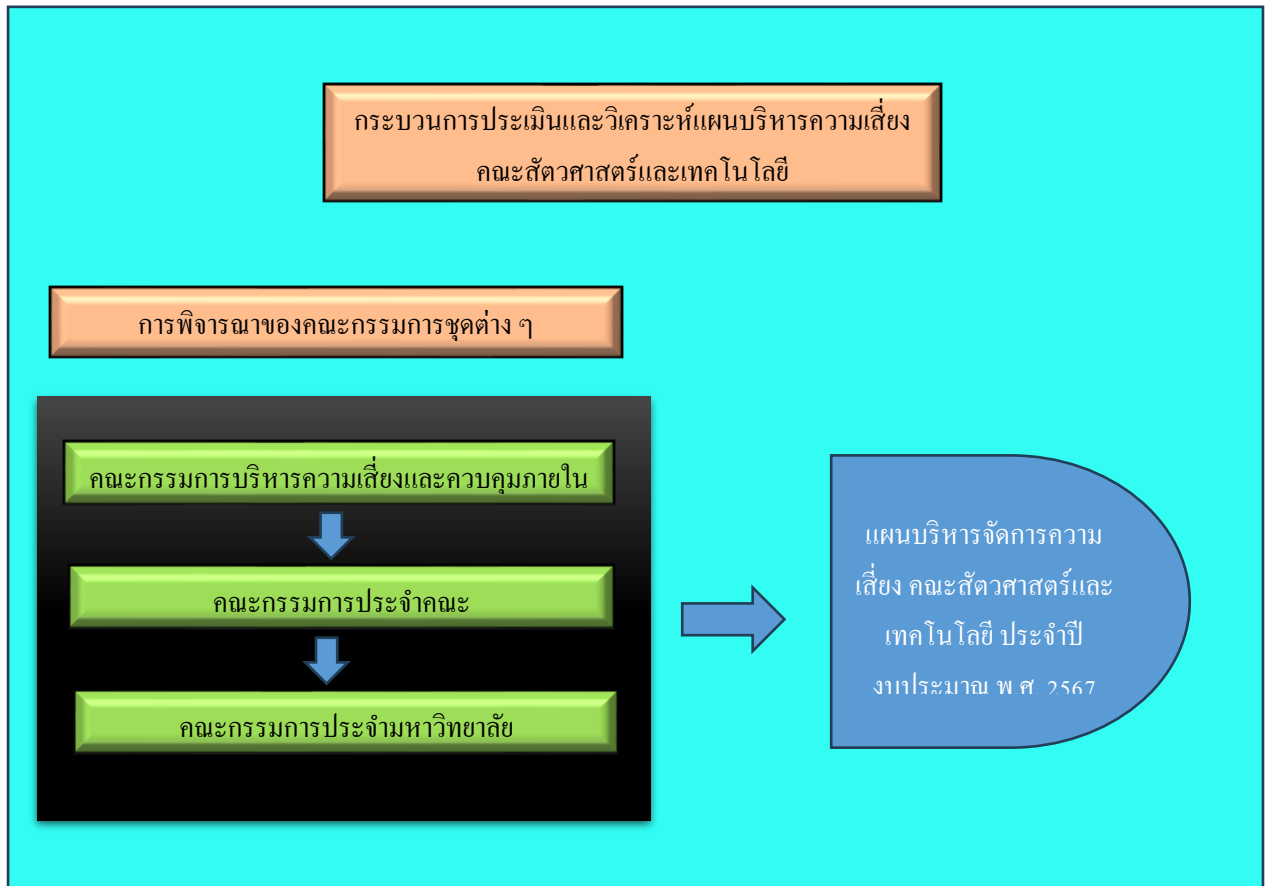 กระบวนการประเมินและวิเคราะห์แผนบริหารความเสี่ยง
คณะสัตวศาสตร์และเทคโนโลยี
การพิจารณาของคณะกรรมการชุดต่าง ๆ
คณะกรรมการบริหารความเสี่ยงและควบคุมภายใน
คณะกรรมการประจำคณะ
คณะกรรมการประจำมหาวิทยาลัย
แผนบริหารจัดการความ
เสี่ยง คณะสัตวศาสตร์และ
เทคโนโลยี ประจำปี
งบประมาณ พ.ศ. 2567